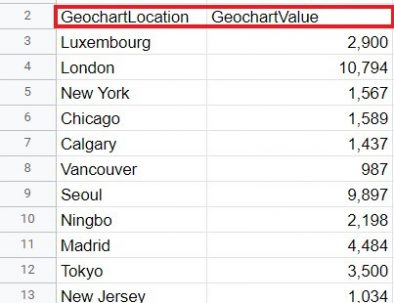 2 GeochartLocation GeochartValue
3 Luxembourg 2,900
4 London 10,794
5 New York 1,567
6 Chicago 1,589
7 Calgary 1,437
8 Vancouver 987
9 Seoul 9,897
10 Ningbo 2,198
11 Madrid 4,484
12 Tokyo 3,500
13 New Jersey 1,034